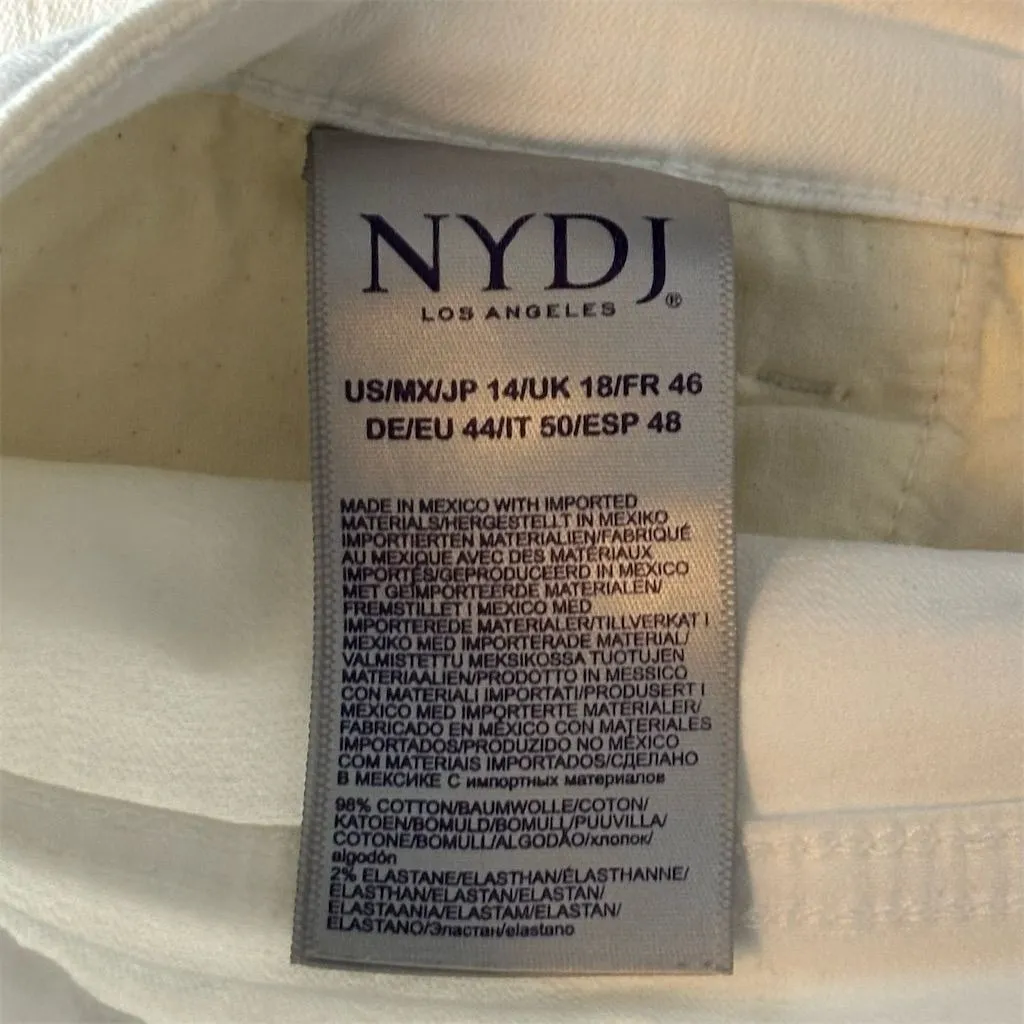 NYDJ®
LOS ANGELES
US/MX/JP 14/UK 18/FR 46
DE/EU 44/IT 50/ESP 48
MADE IN MEXICO WITH IMPORTED
MATERIALS/HERGESTELLT IN MEXIKO
IMPORTIERTEN MATERIALIEN/FABRIQUÉ
AU MEXIQUE AVEC DES MATÉRIAUX
IMPORTÉS/GEPRODUCEERD IN MEXICO
MET GEÏMPORTEERDE MATERIALEN/
FREMSTILLET I MEXICO MED
IMPORTEREDE MATERIALER/TILLVERKAT I
MEXIKO MED IMPORTERADE MATERIAL/
VALMISTETTU MEKSIKOSSA TUOTUJEN
MATERIAALIEN/PRODOTTO IN MESSICO
CON MATERIALI IMPORTATI/PRODUSERT I
MEXICO MED IMPORTERTE MATERIALER/
FABRICADO EN MÉXICO CON MATERIALES
IMPORTADOS/PRODUZIDO NO MÉXICO
COM MATERIAIS IMPORTADOS/СДЕЛАНО
В МЕКСИКЕ С импортных материалов
98% COTTON/BAUMWOLLE/COTON/
KATOEN/BOMULD/BOMULL/PUUVILLA/
COTONE/BOMULL/ALGODÃO/хлопок/
algodón
2% ELASTANE/ELASTHAN/ÉLASTHANNE/
ELASTHAN/ELASTAN/ELASTAN/
ELASTAANIA/ELASTAM/ELASTAN/
ELASTANO/Эластан/elastano